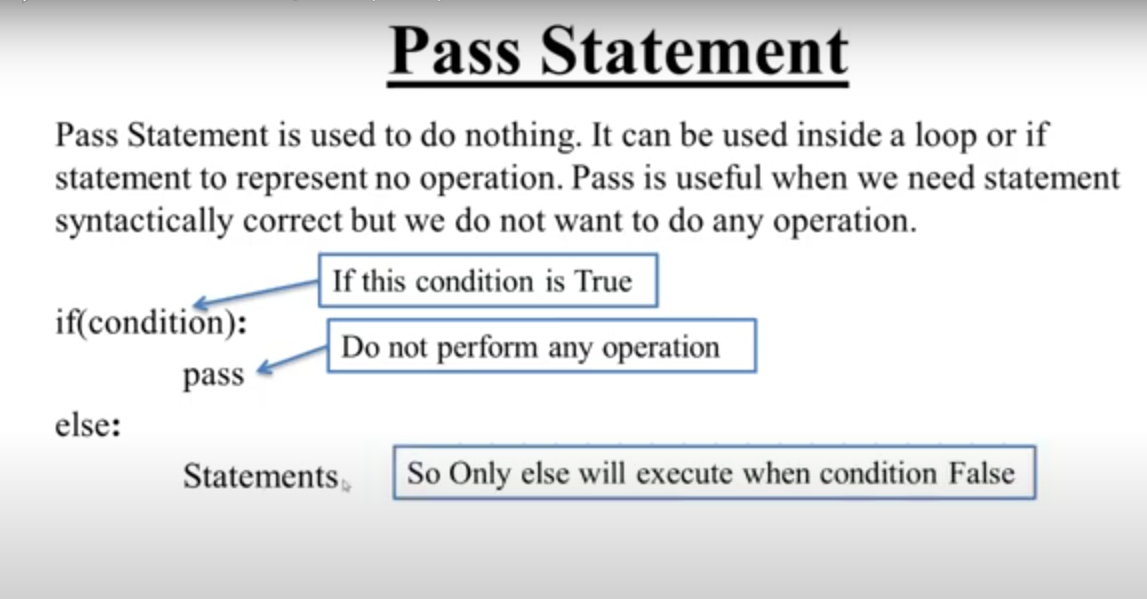 Pass Statement
Pass Statement is used to do nothing. It can be used inside a loop or if
statement to represent no operation. Pass is useful when we need statement
syntactically correct but we do not want to do any operation.
If this condition is True
if(condition):
Do not perform any operation
pass
else:
Statements
So Only else will execute when condition False